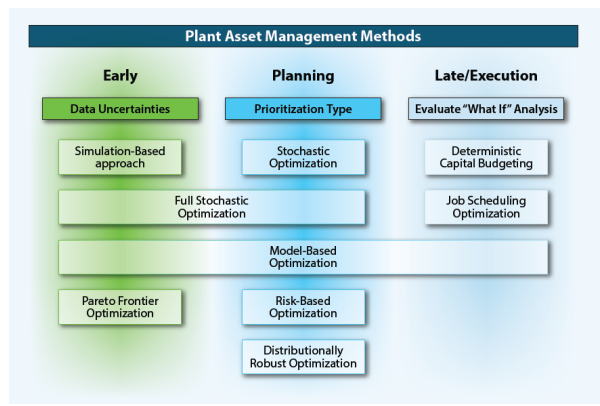 Plant Asset Management Methods
Early
Planning
Late/Execution
Data Uncertainties
Prioritization Type
Evaluate “What If” Analysis
Simulation-Based
approach
Stochastic
Optimization
Deterministic
Capital Budgeting
Full Stochastic
Optimization
Job Scheduling
Optimization
Model-Based
Optimization
Pareto Frontier
Optimization
Risk-Based
Optimization
Distributionally
Robust Optimization